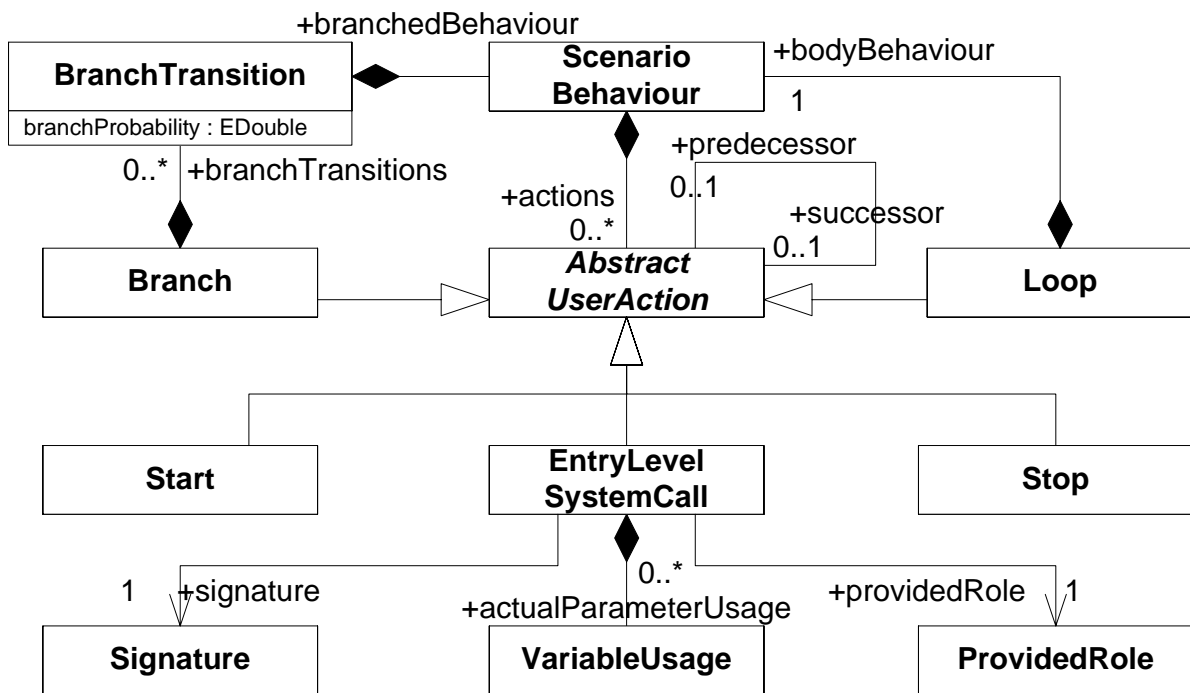 +branchedBehaviour
BranchTransition
branchProbability : EDouble
Scenario
Behaviour
+bodyBehaviour
1
0..*
+branchTransitions
+predecessor
0..1
+actions
0..*
+successor
0..1
Branch
Abstract
UserAction
Loop
Start
EntryLevel
SystemCall
Stop
1
+signature
0..*
+actualParameterUsage
+providedRole
1
Signature
VariableUsage
ProvidedRole